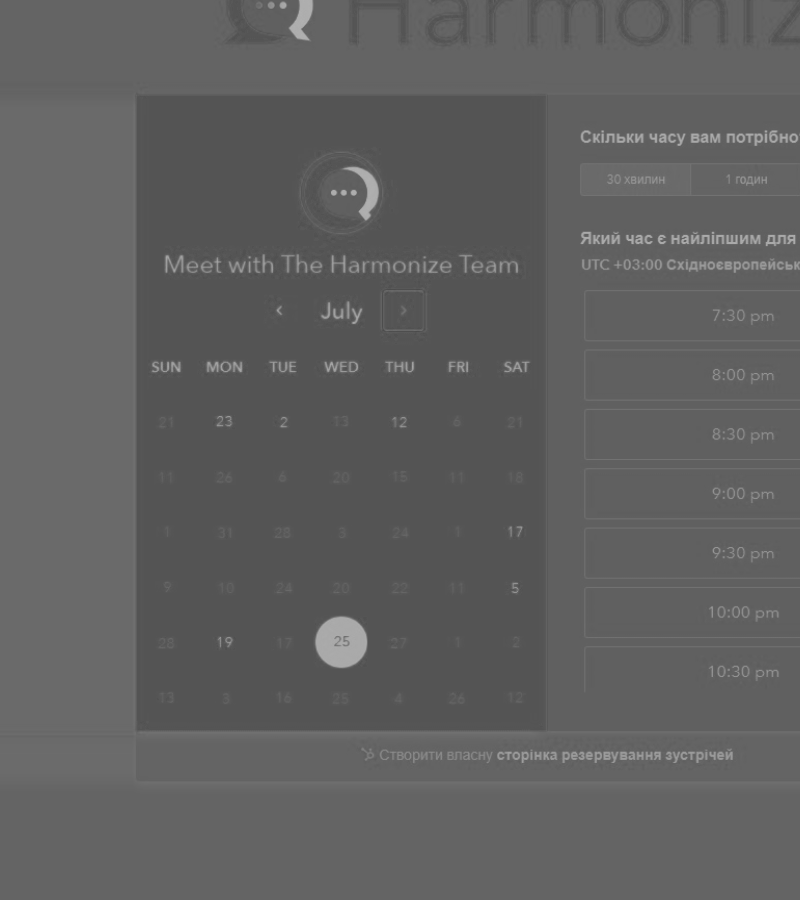 Harmoniz
Скільки часу вам потрібно
30 хвилин
1 годин
Meet with The Harmonize Team
‹ July ›
SUN MON TUE WED THU FRI SAT
21 23 2 13 12 6 21
11 26 6 20 15 11 18
1 31 28 3 24 1 17
9 10 24 20 22 11 5
28 19 17 25 27 1 2
13 3 16 25 4 26 12
Який час є найліпшим для
UTC +03:00 Східноєвропейськ
7:30 pm
8:00 pm
8:30 pm
9:00 pm
9:30 pm
10:00 pm
10:30 pm
Створити власну сторінка резервування зустрічей